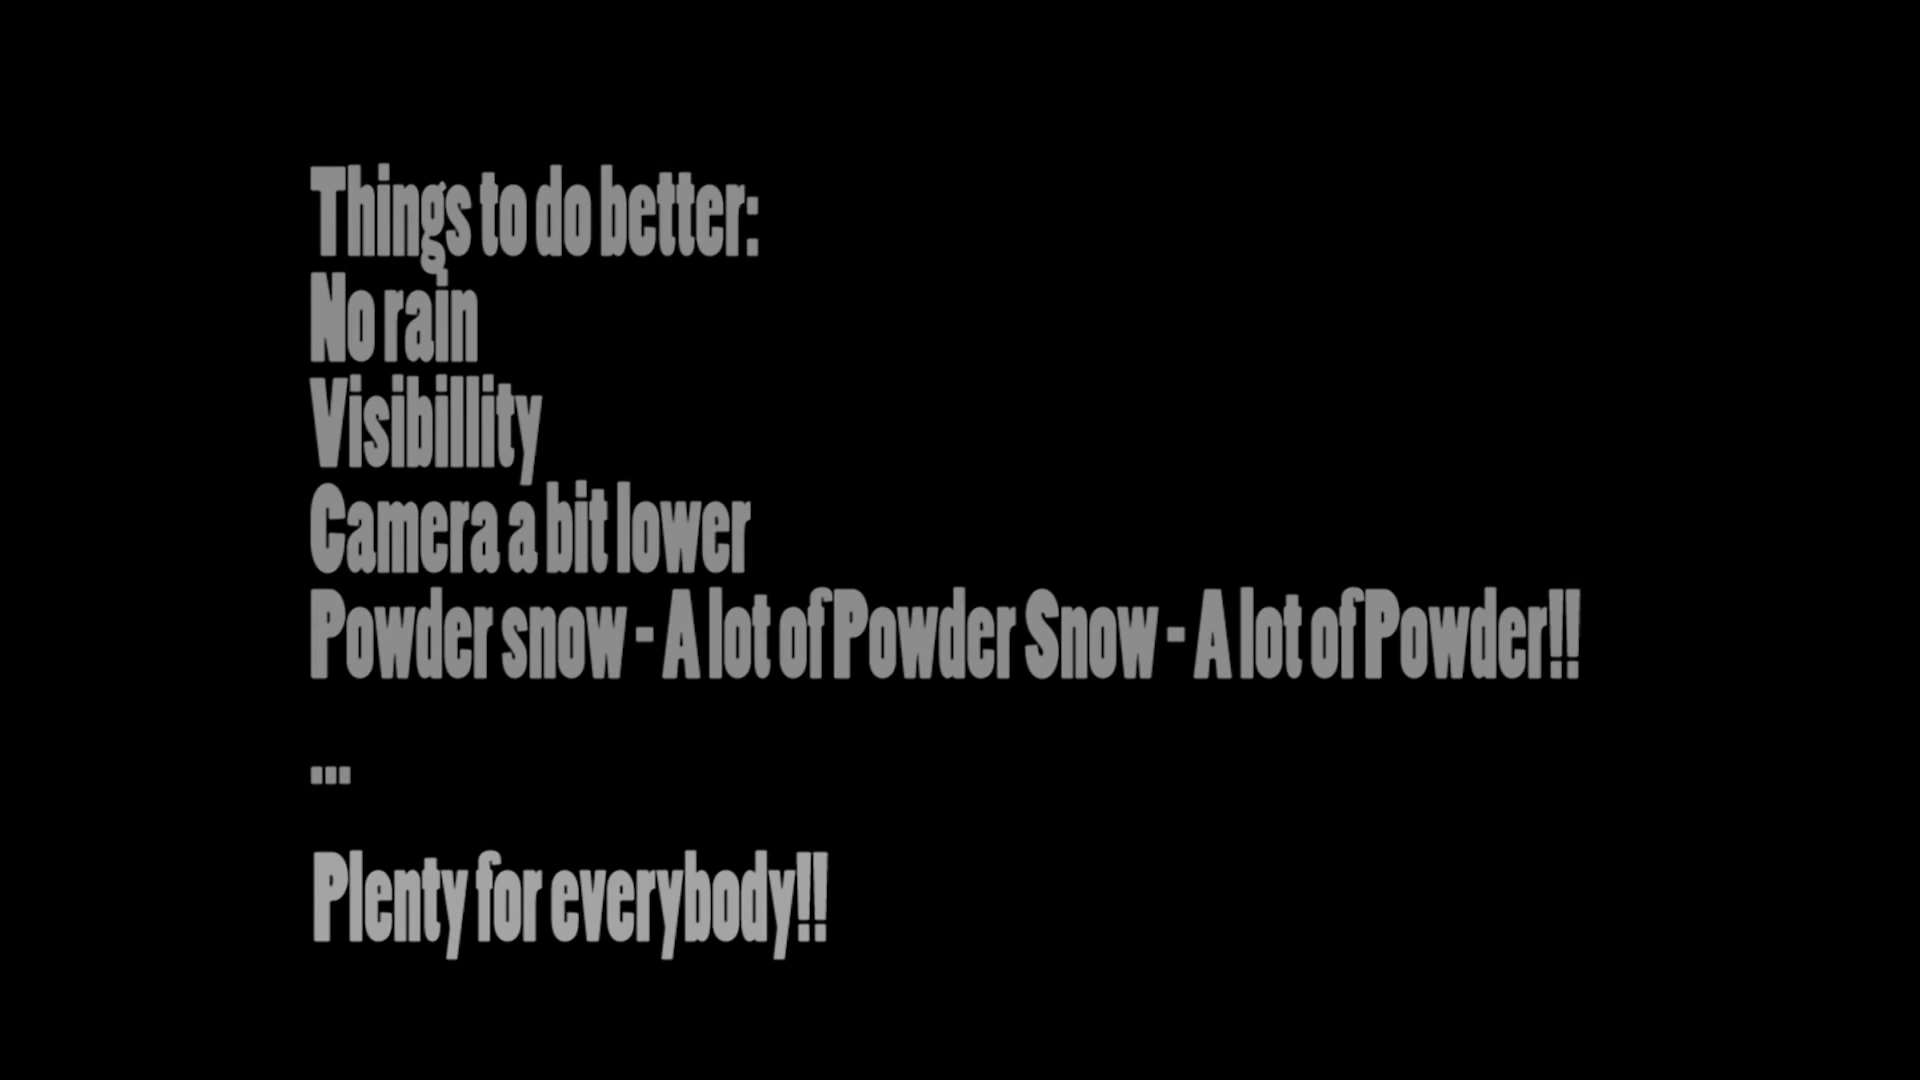 Things to do better:
No rain
Visibillity
Camera a bit lower
Powder snow - A lot of Powder Snow - A lot of Powder!!
...
Plenty for everybody!!